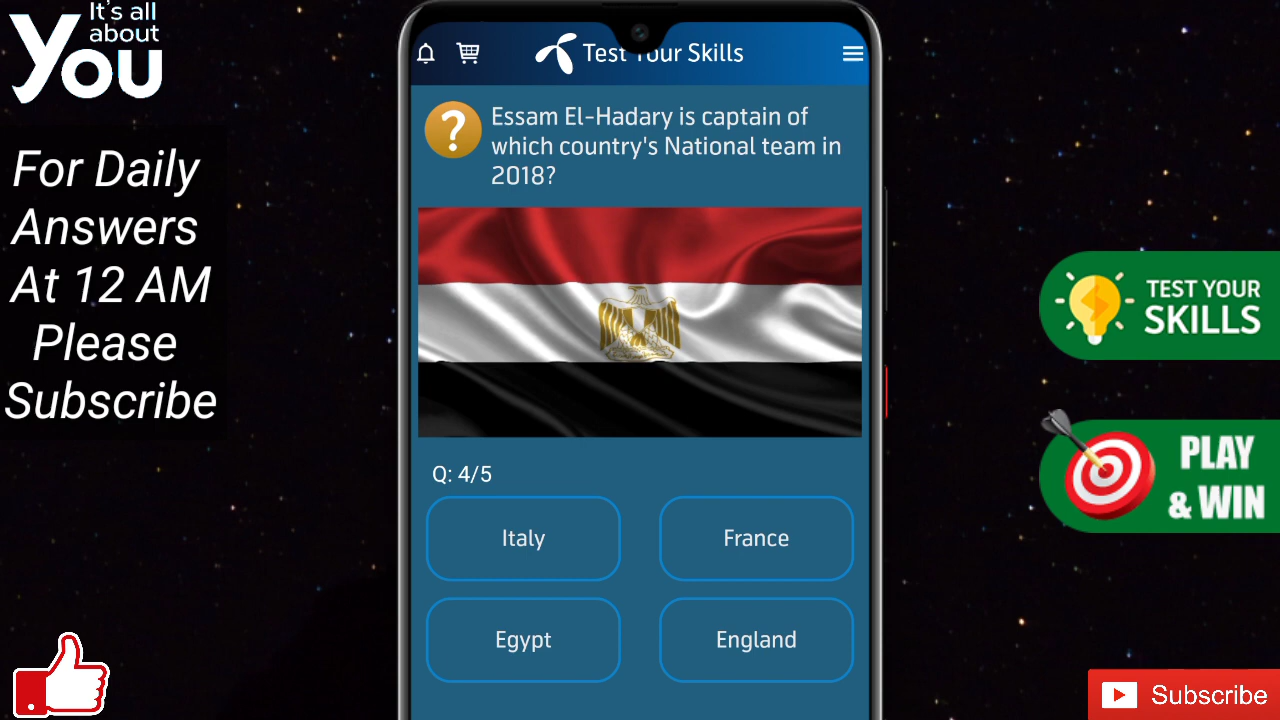 It's all
about
You
For Daily
Answers
At 12 AM
Please
Subscribe
Test Your Skills
?
Essam El-Hadary is captain of
which country's National team in
2018?
Q: 4/5
Italy
France
Egypt
England
TEST YOUR
SKILLS
PLAY
& WIN
Subscribe